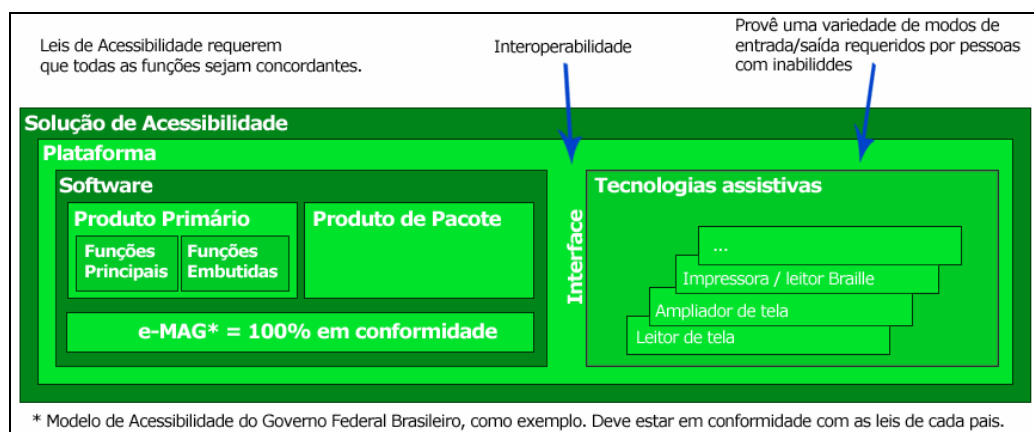 Leis de Acessibilidade requerem
que todas as funções sejam concordantes.
Interoperabilidade
Provê uma variedade de modos de
entrada/saída requeridos por pessoas
com inabiliddes
Solução de Acessibilidade
Plataforma
Software
Produto Primário
Funções
Principais
Funções
Embutidas
Produto de Pacote
e-MAG* = 100% em conformidade
Interface
Tecnologias assistivas
...
Impressora / leitor Braille
Ampliador de tela
Leitor de tela
* Modelo de Acessibilidade do Governo Federal Brasileiro, como exemplo. Deve estar em conformidade com as leis de cada pais.